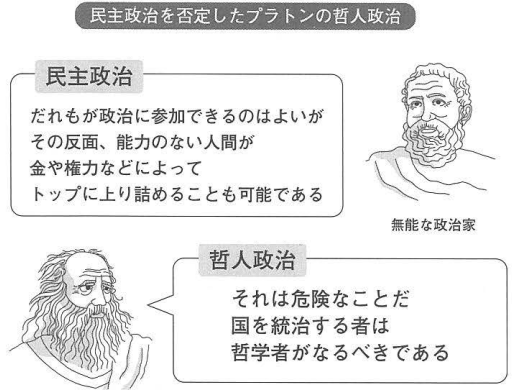 民主政治を否定したプラトンの哲人政治
民主政治
だれもが政治に参加できるのはよいが
その反面、能力のない人間が
金や権力などによって
トップに上り詰めることも可能である
無能な政治家
哲人政治
それは危険なことだ
国を統治する者は
哲学者がなるべきである